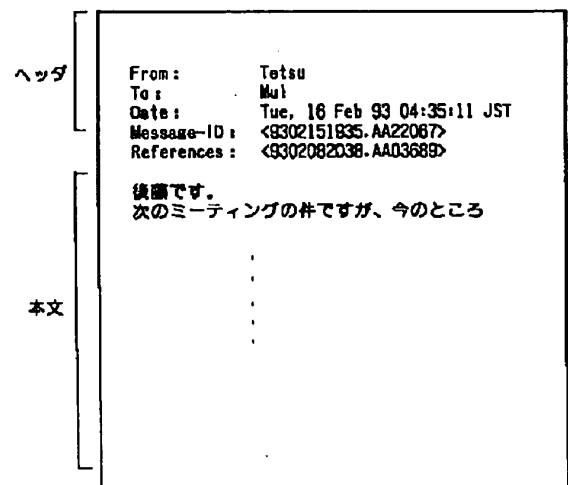 ヘッダ
From: Tetsu
To: Mul
Date: Tue, 16 Feb 93 04:35:11 JST
Message-ID: <9302151935.AA22067>
References: <9302082038.AA03689>
後藤です。
次のミーティングの件ですが、今のところ
本文